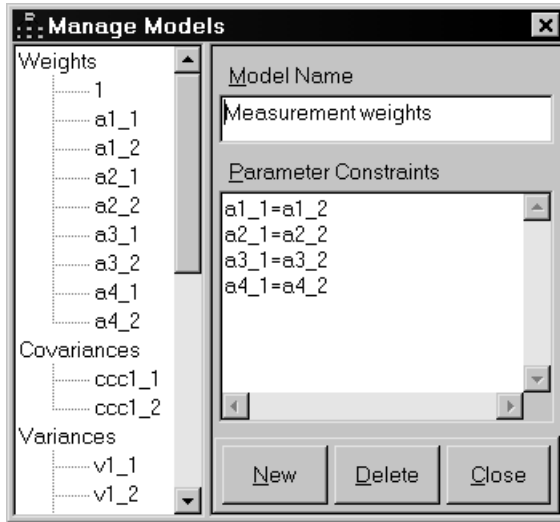 Manage Models
Weights
1
a1_1
a1_2
a2_1
a2_2
a3_1
a3_2
a4_1
a4_2
Covariances
ccc1_1
ccc1_2
Variances
v1_1
v1_2
Model Name
Measurement weights
Parameter Constraints
a1_1=a1_2
a2_1=a2_2
a3_1=a3_2
a4_1=a4_2
New
Delete
Close